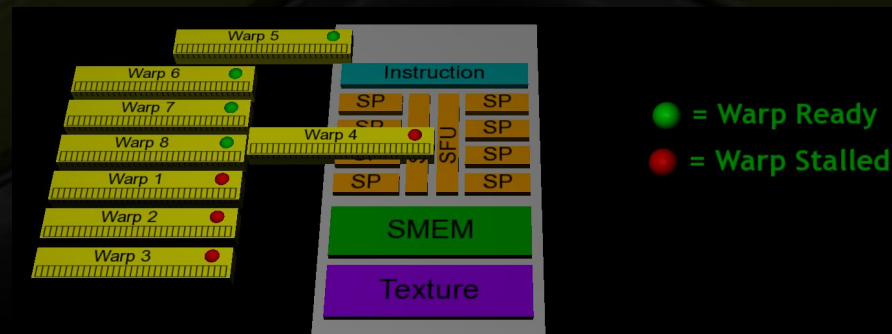 Warp 5
Warp 6
Instruction
Warp 7
SP
SP
SP
SP
Warp 8
Warp 4
SFU
SP
SP
Warp 1
SP
SP
Warp 2
SMEM
Warp 3
Texture
= Warp Ready
= Warp Stalled